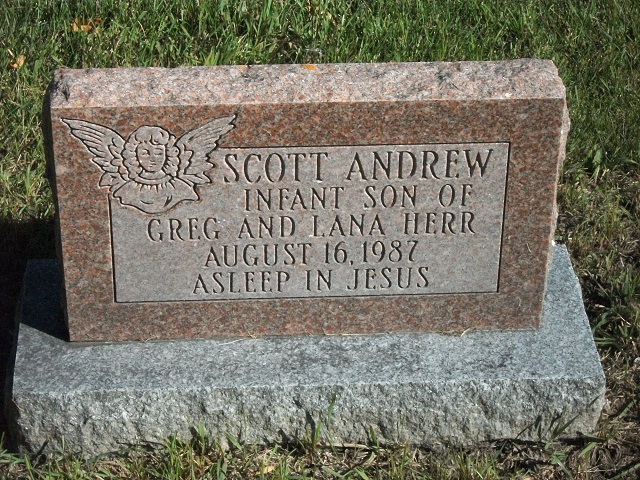 SCOTT ANDREW
INFANT SON OF
GREG AND LANA HERR
AUGUST 16, 1987
ASLEEP IN JESUS